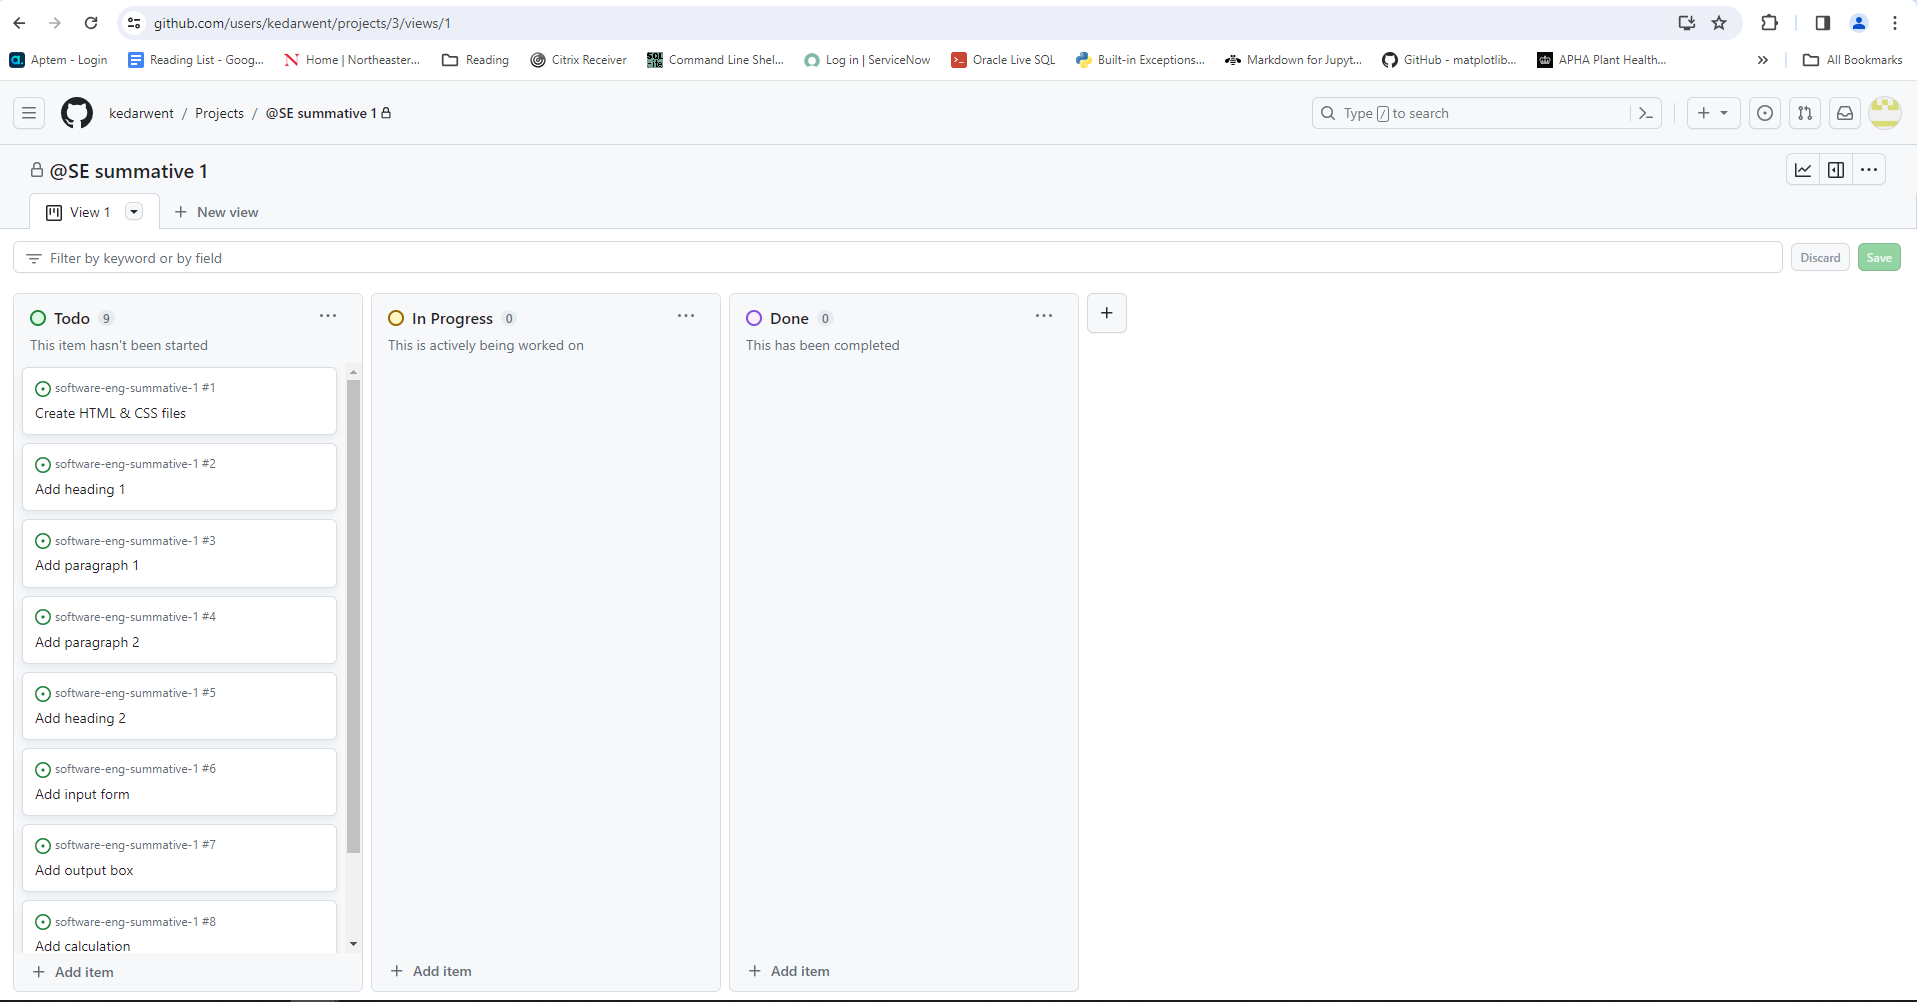 github.com/users/kedarwent/projects/3/views/1
Aptem - Login Reading List - Goog... Home | Northeaster... Reading Citrix Receiver Command Line Shel... Log in | ServiceNow Oracle Live SQL Built-in Exceptions... Markdown for Jupyt... GitHub - matplotlib... APHA Plant Health... » All Bookmarks
kedarwent / Projects / @SE summative 1 Type / to search
@SE summative 1
View 1 New view
Filter by keyword or by field Discard Save
Todo 9
This item hasn't been started
software-eng-summative-1 #1
Create HTML & CSS files
software-eng-summative-1 #2
Add heading 1
software-eng-summative-1 #3
Add paragraph 1
software-eng-summative-1 #4
Add paragraph 2
software-eng-summative-1 #5
Add heading 2
software-eng-summative-1 #6
Add input form
software-eng-summative-1 #7
Add output box
software-eng-summative-1 #8
Add calculation
+ Add item
In Progress 0
This is actively being worked on
+ Add item
Done 0
This has been completed
+ Add item